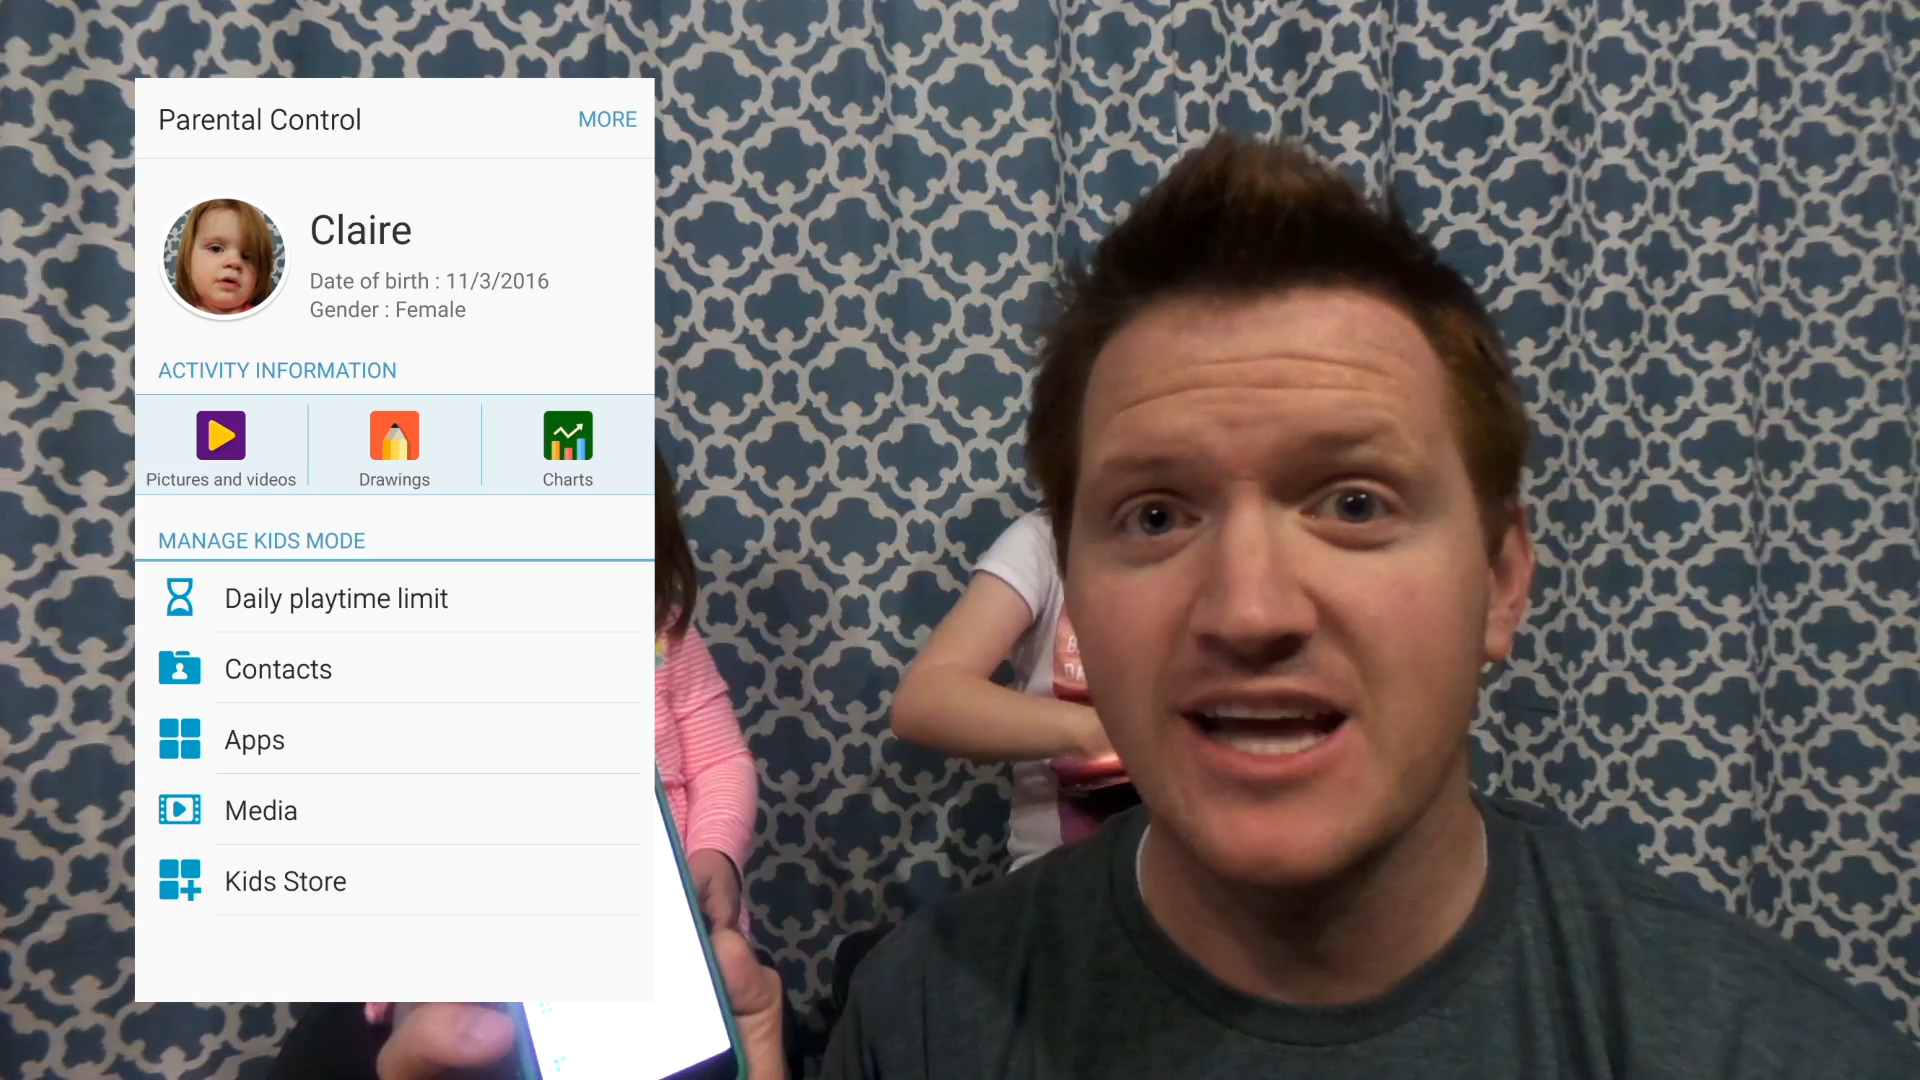 Parental Control
MORE
Claire
Date of birth : 11/3/2016
Gender : Female
ACTIVITY INFORMATION
Pictures and videos
Drawings
Charts
MANAGE KIDS MODE
Daily playtime limit
Contacts
Apps
Media
Kids Store